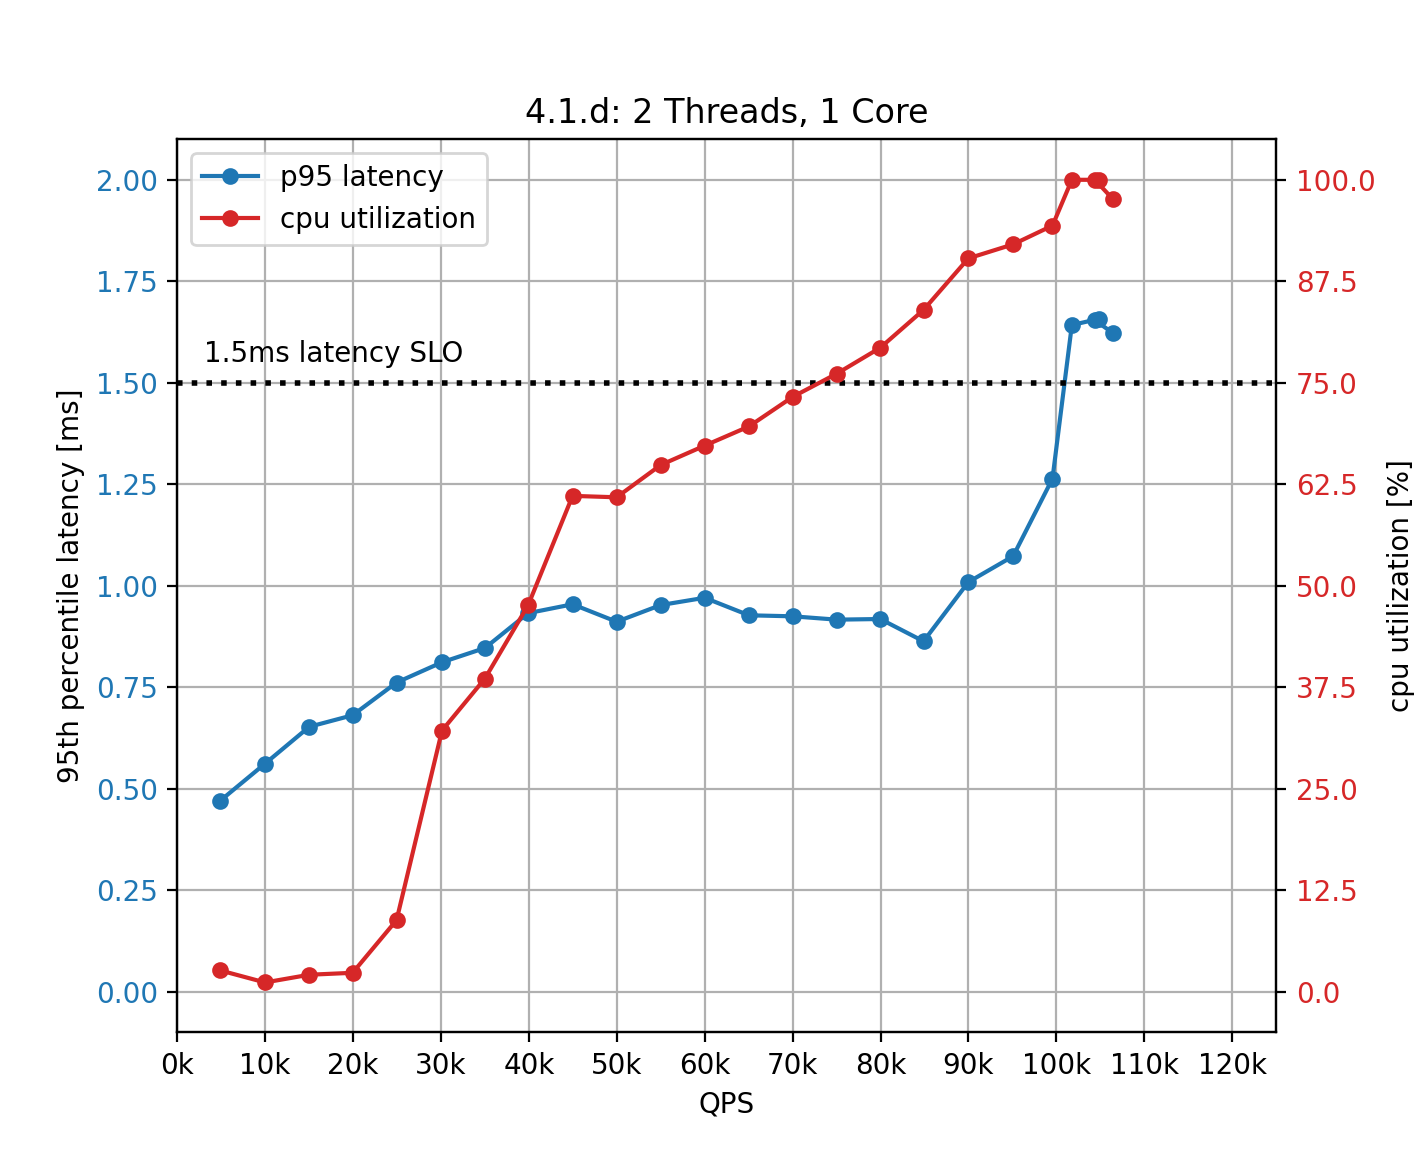 4.1.d: 2 Threads, 1 Core
p95 latency
cpu utilization
1.5ms latency SLO
95th percentile latency [ms]
2.00
1.75
1.50
1.25
1.00
0.75
0.50
0.25
0.00
100.0
87.5
75.0
62.5
50.0
37.5
25.0
12.5
0.0
cpu utilization [%]
0k 10k 20k 30k 40k 50k 60k 70k 80k 90k 100k 110k 120k
QPS